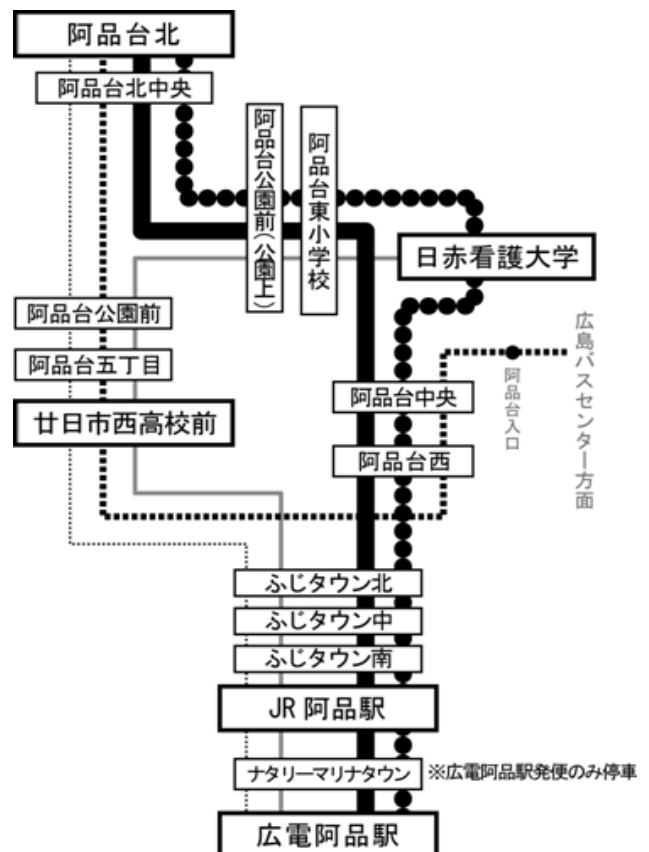 阿品台北
阿品台北中央
阿品台公園前(公園上)
阿品台東小学校
日赤看護大学
阿品台公園前
阿品台五丁目
廿日市西高校前
阿品台中央
阿品台西
阿品台入口
広島バスセンター方面
ふじタウン北
ふじタウン中
ふじタウン南
JR 阿品駅
ナタリーマリナタウン ※広電阿品駅発便のみ停車
広電阿品駅